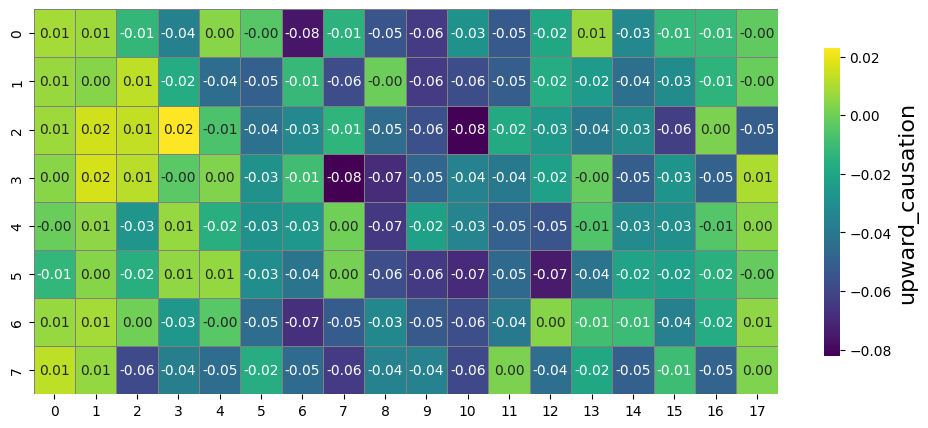 0 0.01 0.01 -0.01 -0.04 0.00 -0.00 -0.08 -0.01 -0.05 -0.06 -0.03 -0.05 -0.02 0.01 -0.03 -0.01 -0.01 -0.00
1 0.01 0.00 0.01 -0.02 -0.04 -0.05 -0.01 -0.06 -0.00 -0.06 -0.06 -0.05 -0.02 -0.02 -0.04 -0.03 -0.01 -0.00
2 0.01 0.02 0.01 0.02 -0.01 -0.04 -0.03 -0.01 -0.05 -0.06 -0.08 -0.02 -0.03 -0.04 -0.03 -0.06 0.00 -0.05
3 0.00 0.02 0.01 -0.00 0.00 -0.03 -0.01 -0.08 -0.07 -0.05 -0.04 -0.04 -0.02 -0.00 -0.05 -0.03 -0.05 0.01
4 -0.00 0.01 -0.03 0.01 -0.02 -0.03 -0.03 0.00 -0.07 -0.02 -0.03 -0.05 -0.05 -0.01 -0.03 -0.03 -0.01 0.00
5 -0.01 0.00 -0.02 0.01 0.01 -0.03 -0.04 0.00 -0.06 -0.06 -0.07 -0.05 -0.07 -0.04 -0.02 -0.02 -0.02 -0.00
6 0.01 0.01 0.00 -0.03 -0.00 -0.05 -0.07 -0.05 -0.03 -0.05 -0.06 -0.04 0.00 -0.01 -0.01 -0.04 -0.02 0.01
7 0.01 0.01 -0.06 -0.04 -0.05 -0.02 -0.05 -0.06 -0.04 -0.04 -0.06 0.00 -0.04 -0.02 -0.05 -0.01 -0.05 0.00
0 1 2 3 4 5 6 7 8 9 10 11 12 13 14 15 16 17
0.02
0.00
−0.02
−0.04
−0.06
−0.08
upward_causation